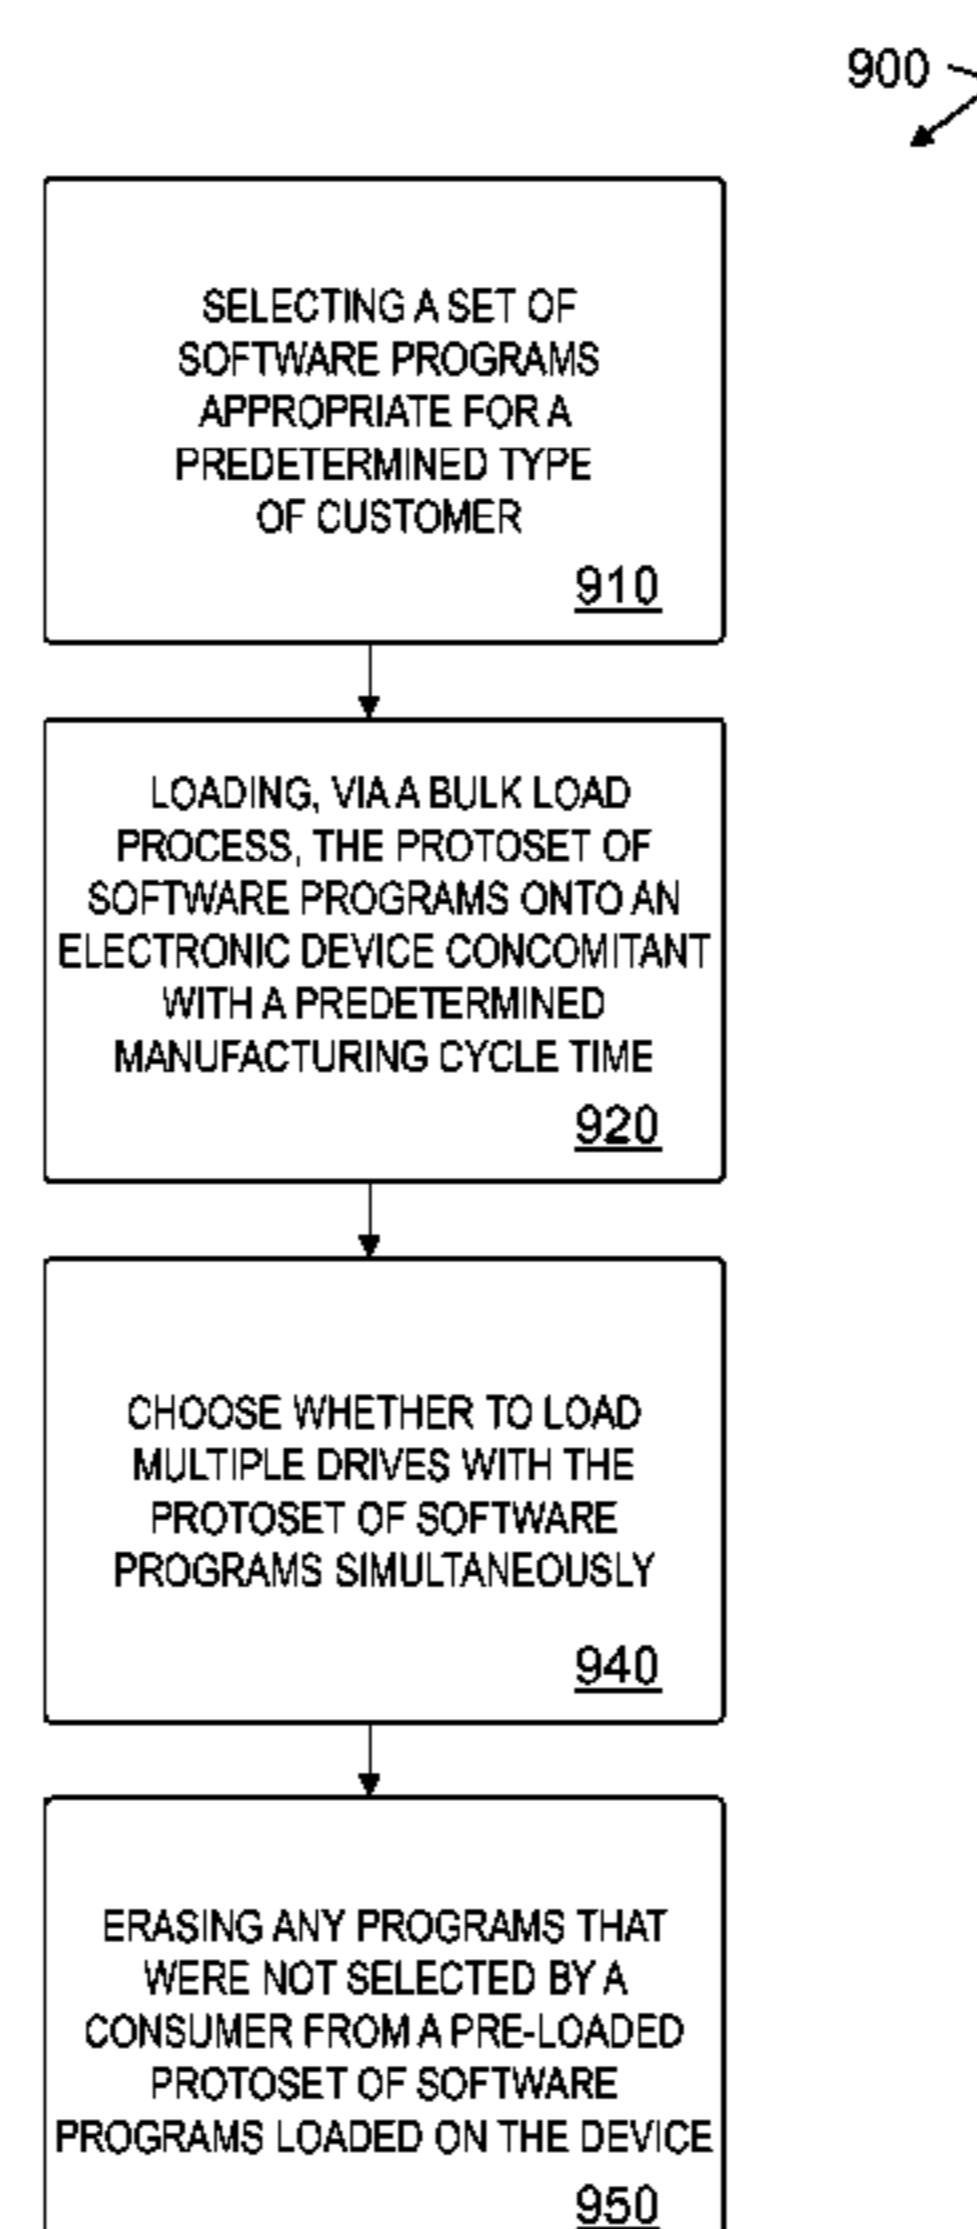 900
SELECTING A SET OF
SOFTWARE PROGRAMS
APPROPRIATE FOR A
PREDETERMINED TYPE
OF CUSTOMER
910
LOADING, VIA A BULK LOAD
PROCESS, THE PROTOSET OF
SOFTWARE PROGRAMS ONTO AN
ELECTRONIC DEVICE CONCOMITANT
WITH A PREDETERMINED
MANUFACTURING CYCLE TIME
920
CHOOSE WHETHER TO LOAD
MULTIPLE DRIVES WITH THE
PROTOSET OF SOFTWARE
PROGRAMS SIMULTANEOUSLY
940
ERASING ANY PROGRAMS THAT
WERE NOT SELECTED BY A
CONSUMER FROM A PRE-LOADED
PROTOSET OF SOFTWARE
PROGRAMS LOADED ON THE DEVICE
950